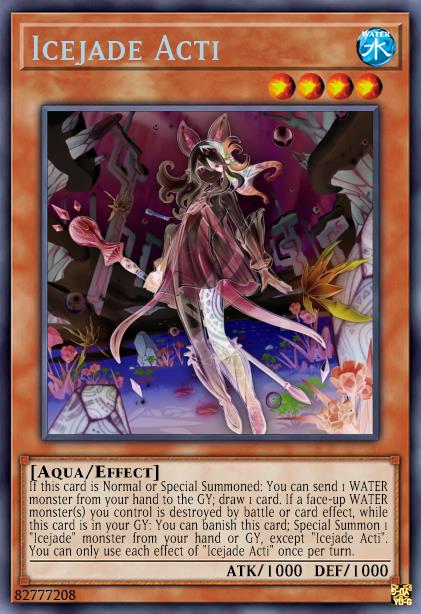 ICEJADE ACTI
WATER
水
[AQUA/EFFECT]
If this card is Normal or Special Summoned: You can send 1 WATER
monster from your hand to the GY; draw 1 card. If a face-up WATER
monster(s) you control is destroyed by battle or card effect, while
this card is in your GY: You can banish this card; Special Summon 1
"Icejade" monster from your hand or GY, except "Icejade Acti".
You can only use each effect of "Icejade Acti" once per turn.
ATK/1000 DEF/1000
82777208